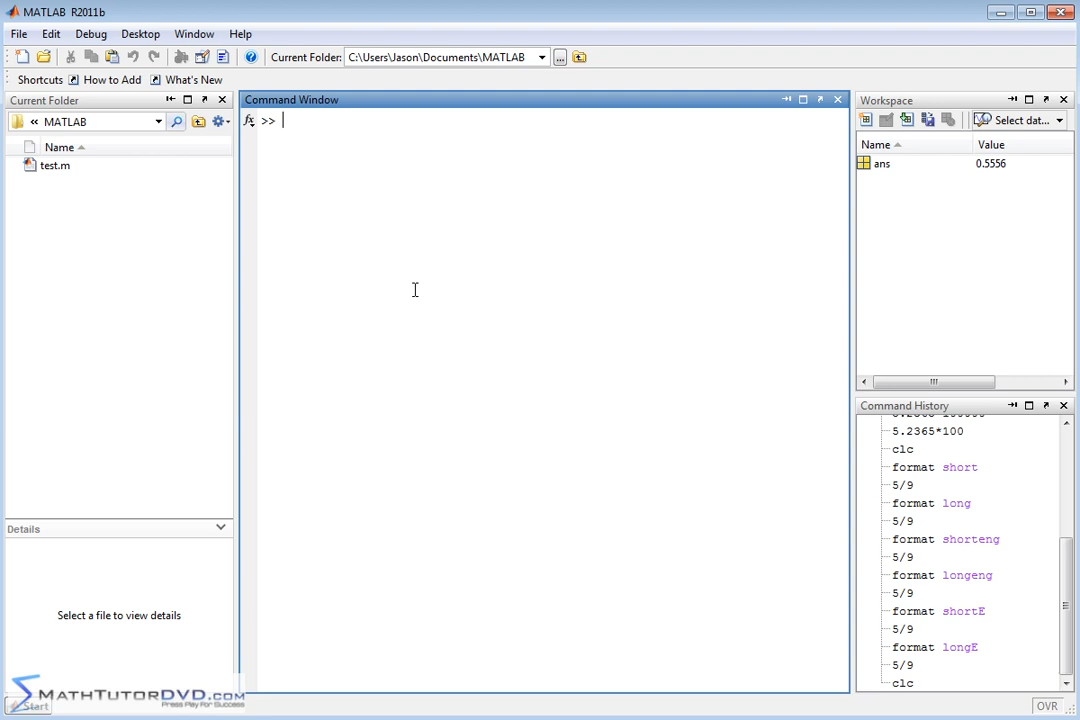 MATLAB R2011b
File Edit Debug Desktop Window Help
Current Folder: C:\Users\Jason\Documents\MATLAB ...
Shortcuts How to Add What's New
Current Folder
« MATLAB
Name
test.m
Details
Select a file to view details
Start
MATHTUTORDVD.COM
Press Play For Success
Command Window
fx >>
Workspace
Select dat...
Name Value
ans 0.5556
Command History
5.2365*100
clc
format short
5/9
format long
5/9
format shorteng
5/9
format longeng
5/9
format shortE
5/9
format longE
5/9
clc
OVR